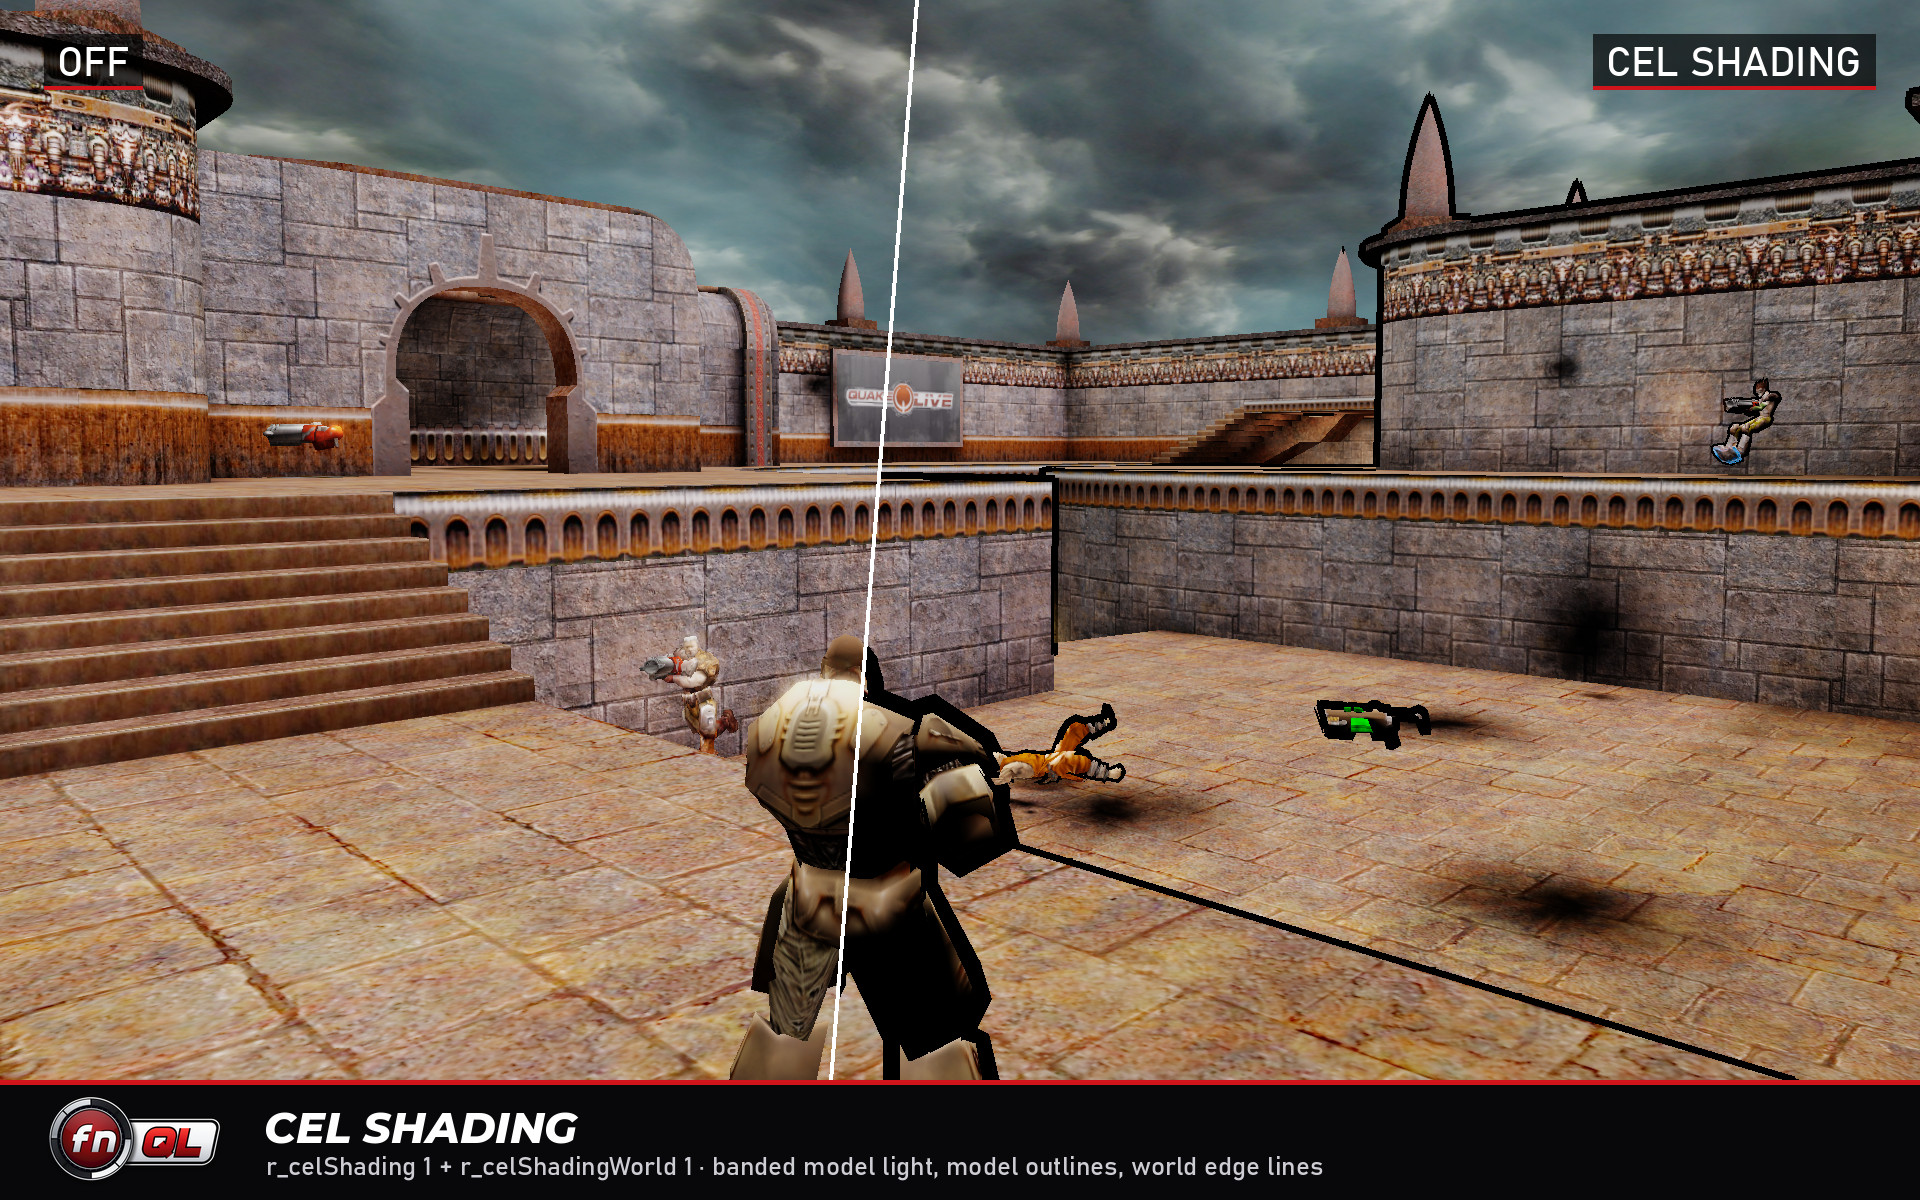 OFF
CEL SHADING
QUAKE LIVE
fn QL
CEL SHADING
r_celShading 1 + r_celShadingWorld 1 · banded model light, model outlines, world edge lines